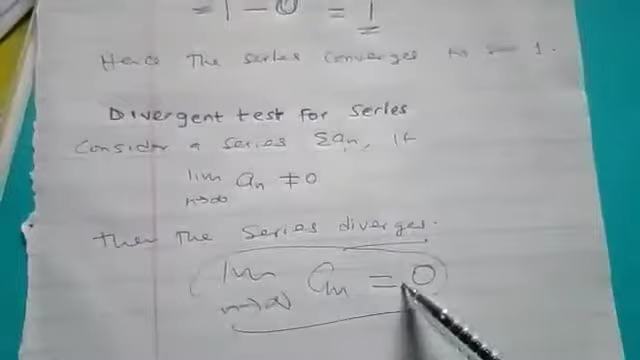 = 1 - 0 = 1
Hence The series converges to 1.
Divergent test for series
Consider a series Σan, If
lim an ≠ 0
n→∞
then The Series diverges.
lim an = 0
n→∞